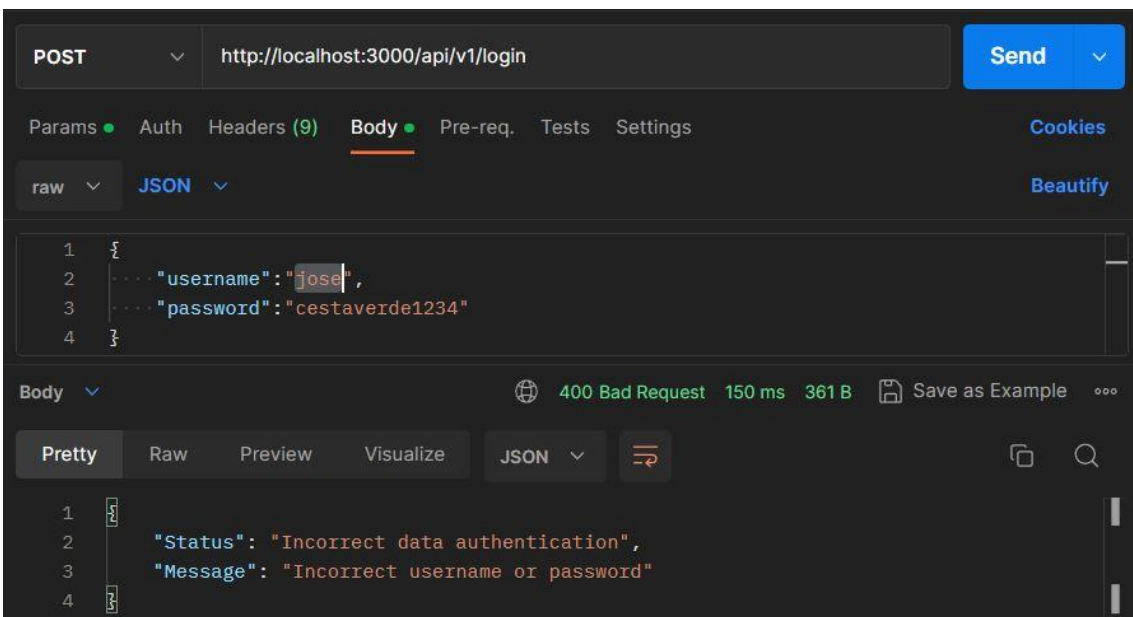 POST http://localhost:3000/api/v1/login Send
Params Auth Headers (9) Body Pre-req. Tests Settings Cookies
raw JSON Beautify
1 {
2 "username":"jose",
3 "password":"cestaverde1234"
4 }
Body 400 Bad Request 150 ms 361 B Save as Example
Pretty Raw Preview Visualize JSON
1 {
2 "Status": "Incorrect data authentication",
3 "Message": "Incorrect username or password"
4 }